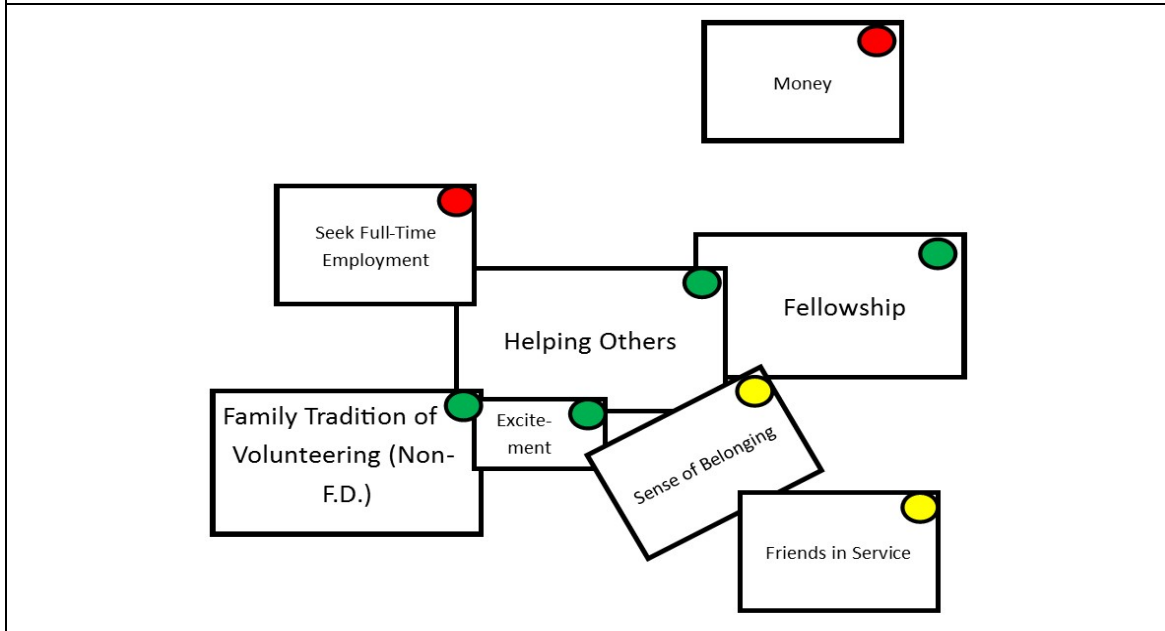 Money
Seek Full-Time
Employment
Fellowship
Helping Others
Family Tradition of
Volunteering (Non-
F.D.)
Excite-
ment
Sense of Belonging
Friends in Service